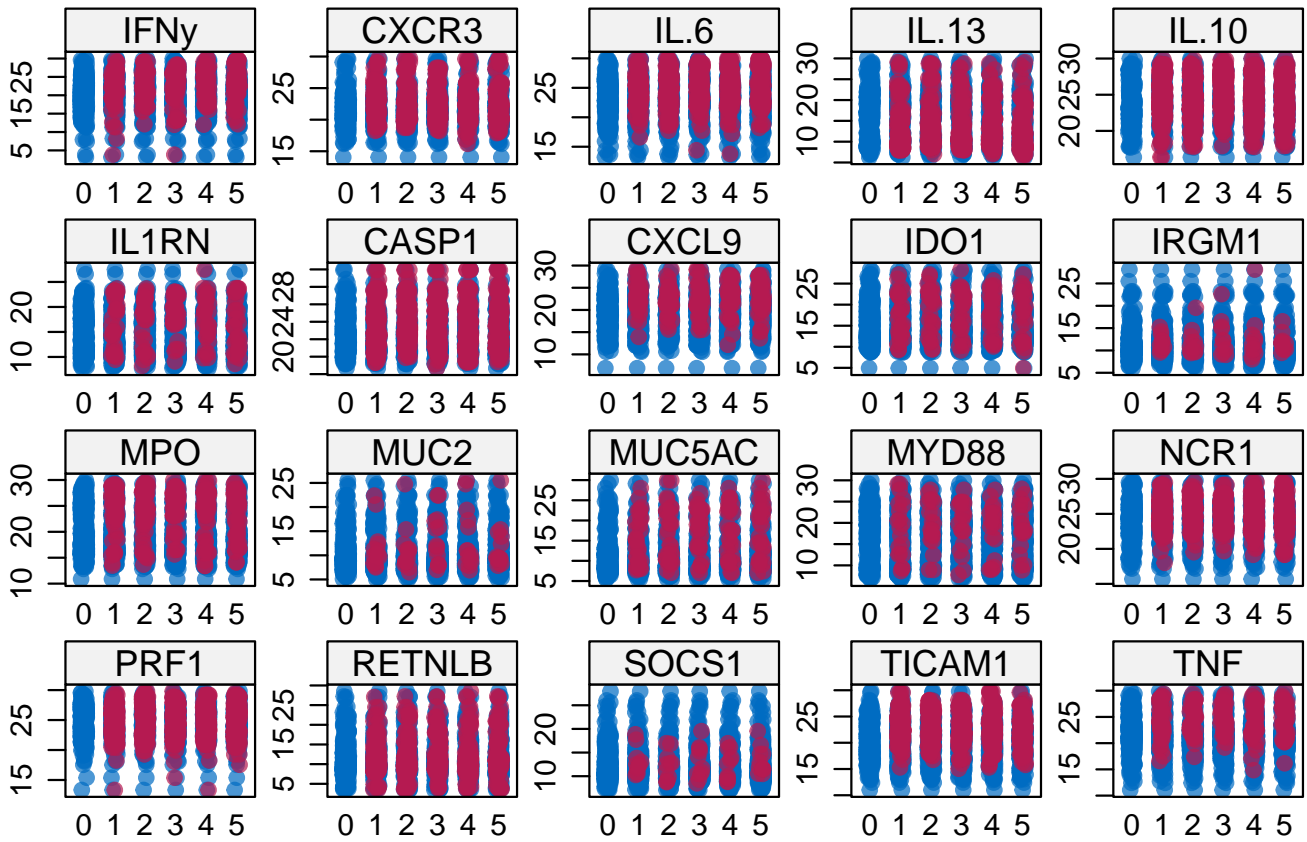 IFNy CXCR3 IL.6 IL.13 IL.10
5 15 25 15 25 15 25 10 20 30 20 25 30
0 1 2 3 4 5 0 1 2 3 4 5 0 1 2 3 4 5 0 1 2 3 4 5 0 1 2 3 4 5
IL1RN CASP1 CXCL9 IDO1 IRGM1
10 20 20 24 28 10 20 30 5 15 25 5 15 25
0 1 2 3 4 5 0 1 2 3 4 5 0 1 2 3 4 5 0 1 2 3 4 5 0 1 2 3 4 5
MPO MUC2 MUC5AC MYD88 NCR1
10 20 30 5 15 25 5 15 25 10 20 30 20 25 30
0 1 2 3 4 5 0 1 2 3 4 5 0 1 2 3 4 5 0 1 2 3 4 5 0 1 2 3 4 5
PRF1 RETNLB SOCS1 TICAM1 TNF
15 25 5 15 25 10 20 15 25 15 25
0 1 2 3 4 5 0 1 2 3 4 5 0 1 2 3 4 5 0 1 2 3 4 5 0 1 2 3 4 5